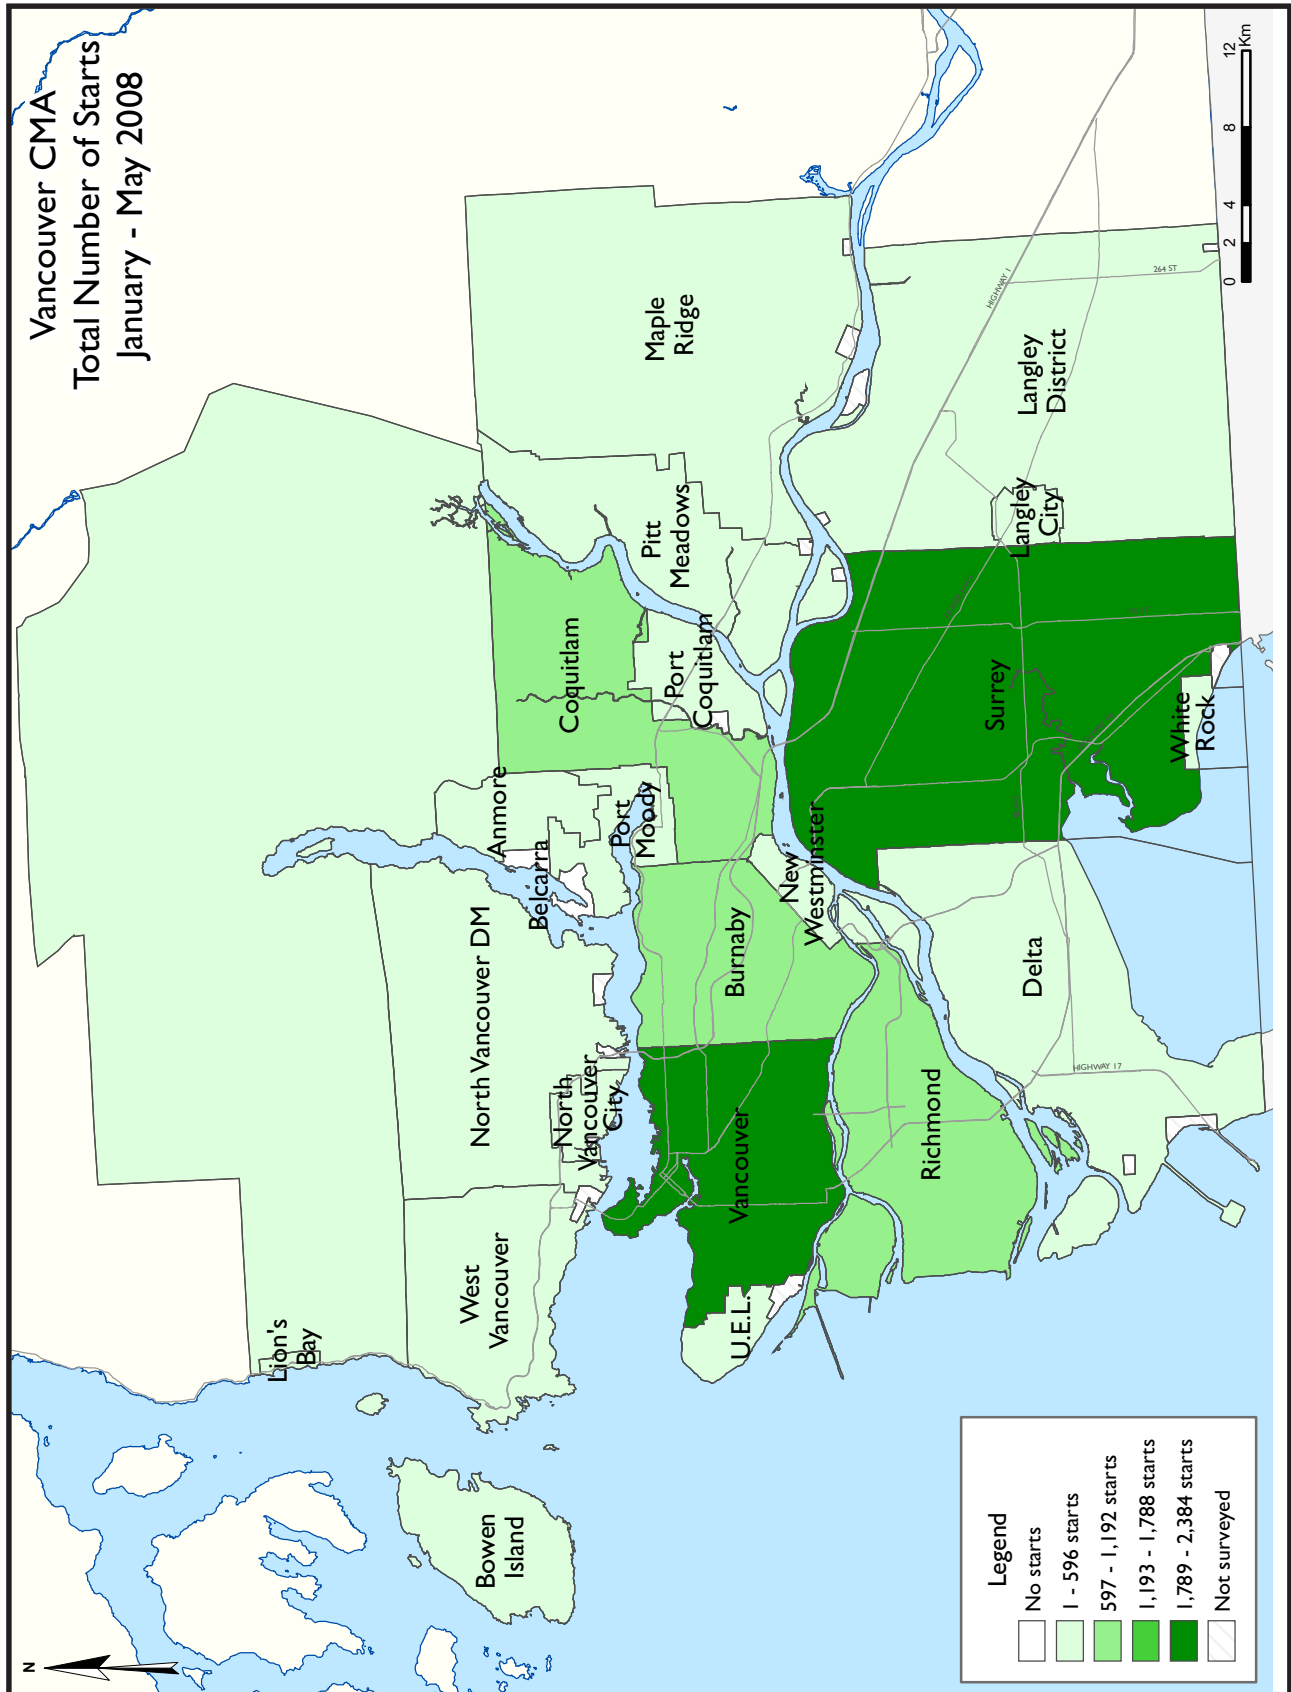 Vancouver CMA
Total Number of Starts
January - May 2008
Lion's
Bay
Bowen
Island
West
Vancouver
North Vancouver DM
North
Vancouver
City
Anmore
Belcarra
Port
Moody
Coquitlam
Port
Coquitlam
Pitt
Meadows
Maple
Ridge
U.E.L.
Vancouver
Burnaby
New
Westminster
Richmond
Delta
Surrey
White
Rock
Langley
City
Langley
District
HIGHWAY 1
264 ST
HIGHWAY 17
N
Legend
No starts
1 - 596 starts
597 - 1,192 starts
1,193 - 1,788 starts
1,789 - 2,384 starts
Not surveyed
0 2 4 8 12
Km